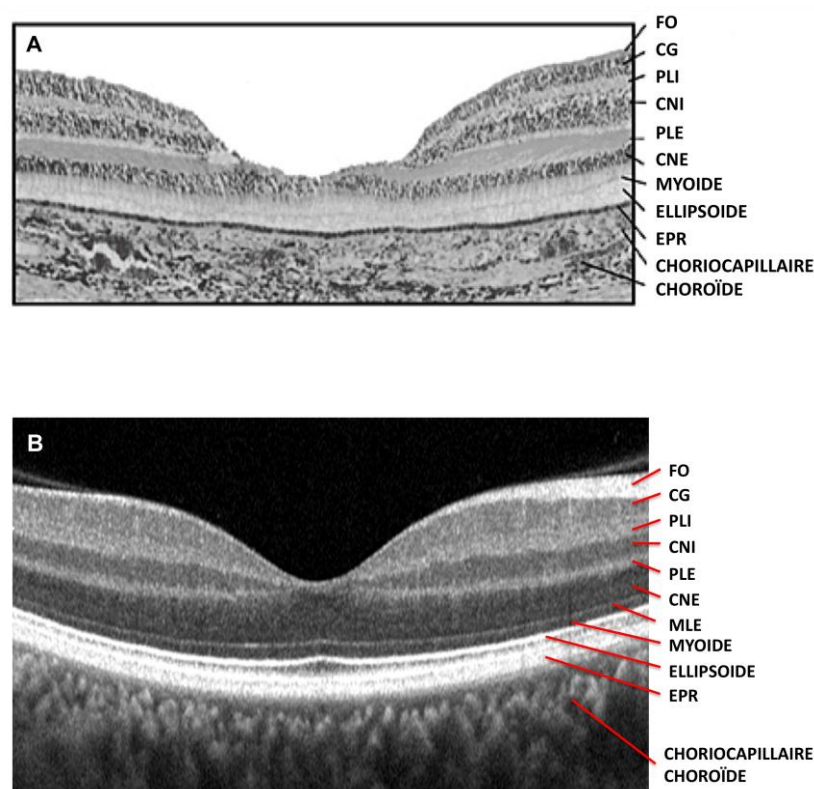 A
FO
CG
PLI
CNI
PLE
CNE
MYOIDE
ELLIPSOIDE
EPR
CHORIOCAPILLAIRE
CHOROÏDE
B
FO
CG
PLI
CNI
PLE
CNE
MLE
MYOIDE
ELLIPSOIDE
EPR
CHORIOCAPILLAIRE
CHOROÏDE